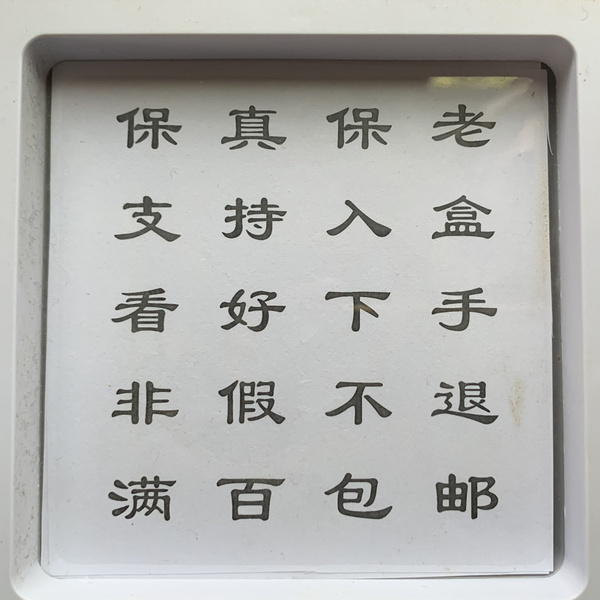 保真保老
支持入盒
看好下手
非假不退
满百包邮